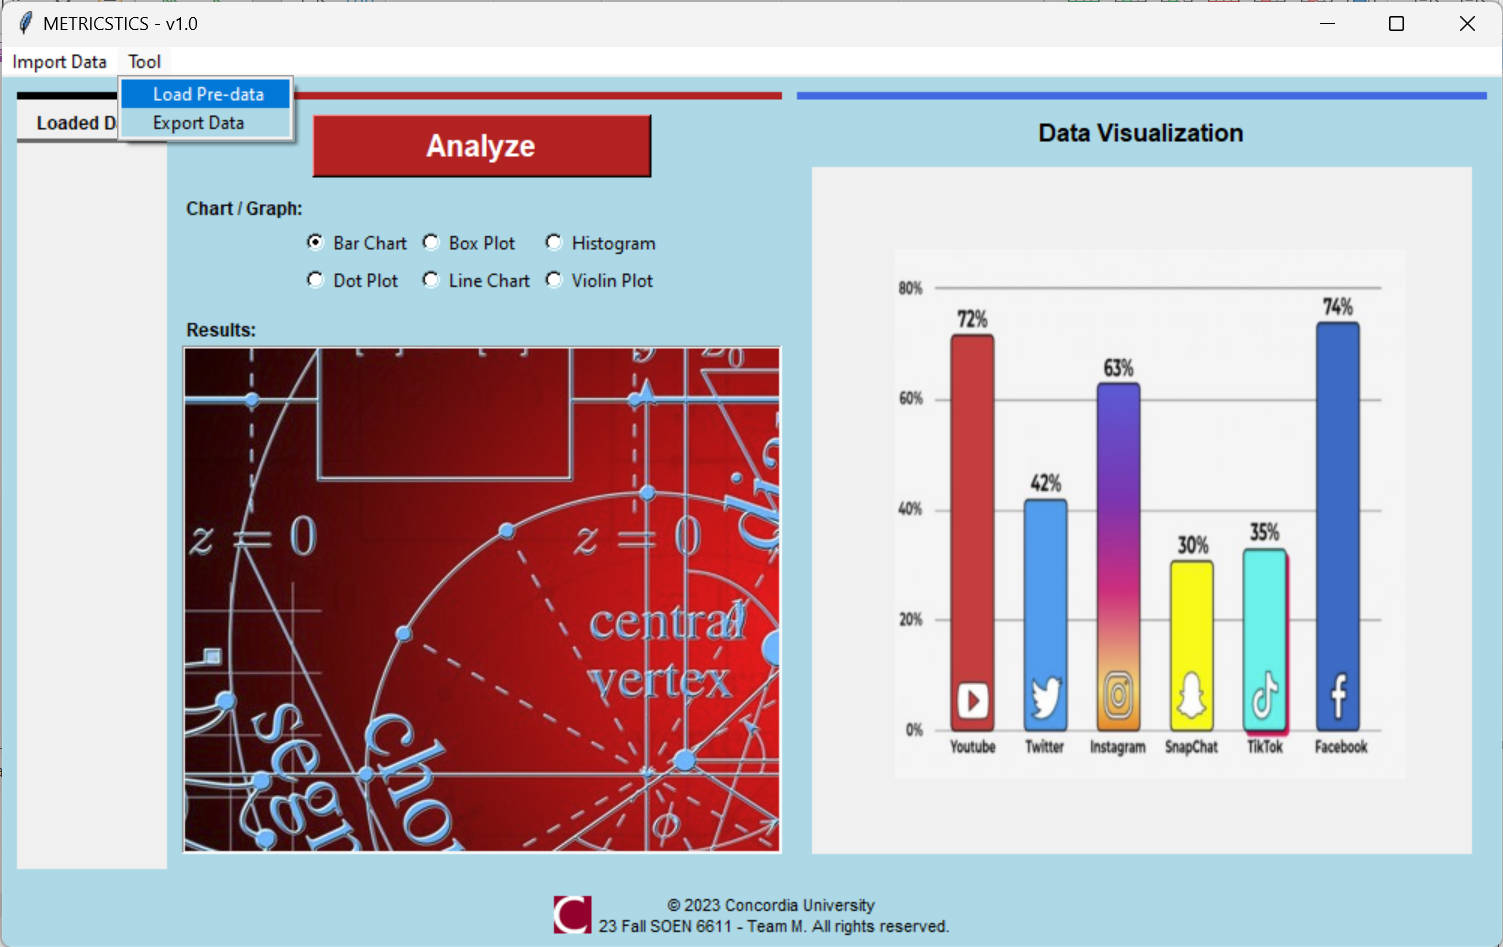 METRICSTICS - v1.0
Import Data Tool
Load Pre-data
Export Data
Loaded
Analyze
Chart / Graph:
Bar Chart Box Plot Histogram
Dot Plot Line Chart Violin Plot
Results:
z = 0
z = 0
central
vertex
ϕ
Data Visualization
80%
60%
40%
20%
0%
72%
42%
63%
30%
35%
74%
Youtube Twitter Instagram SnapChat TikTok Facebook
© 2023 Concordia University
23 Fall SOEN 6611 - Team M. All rights reserved.